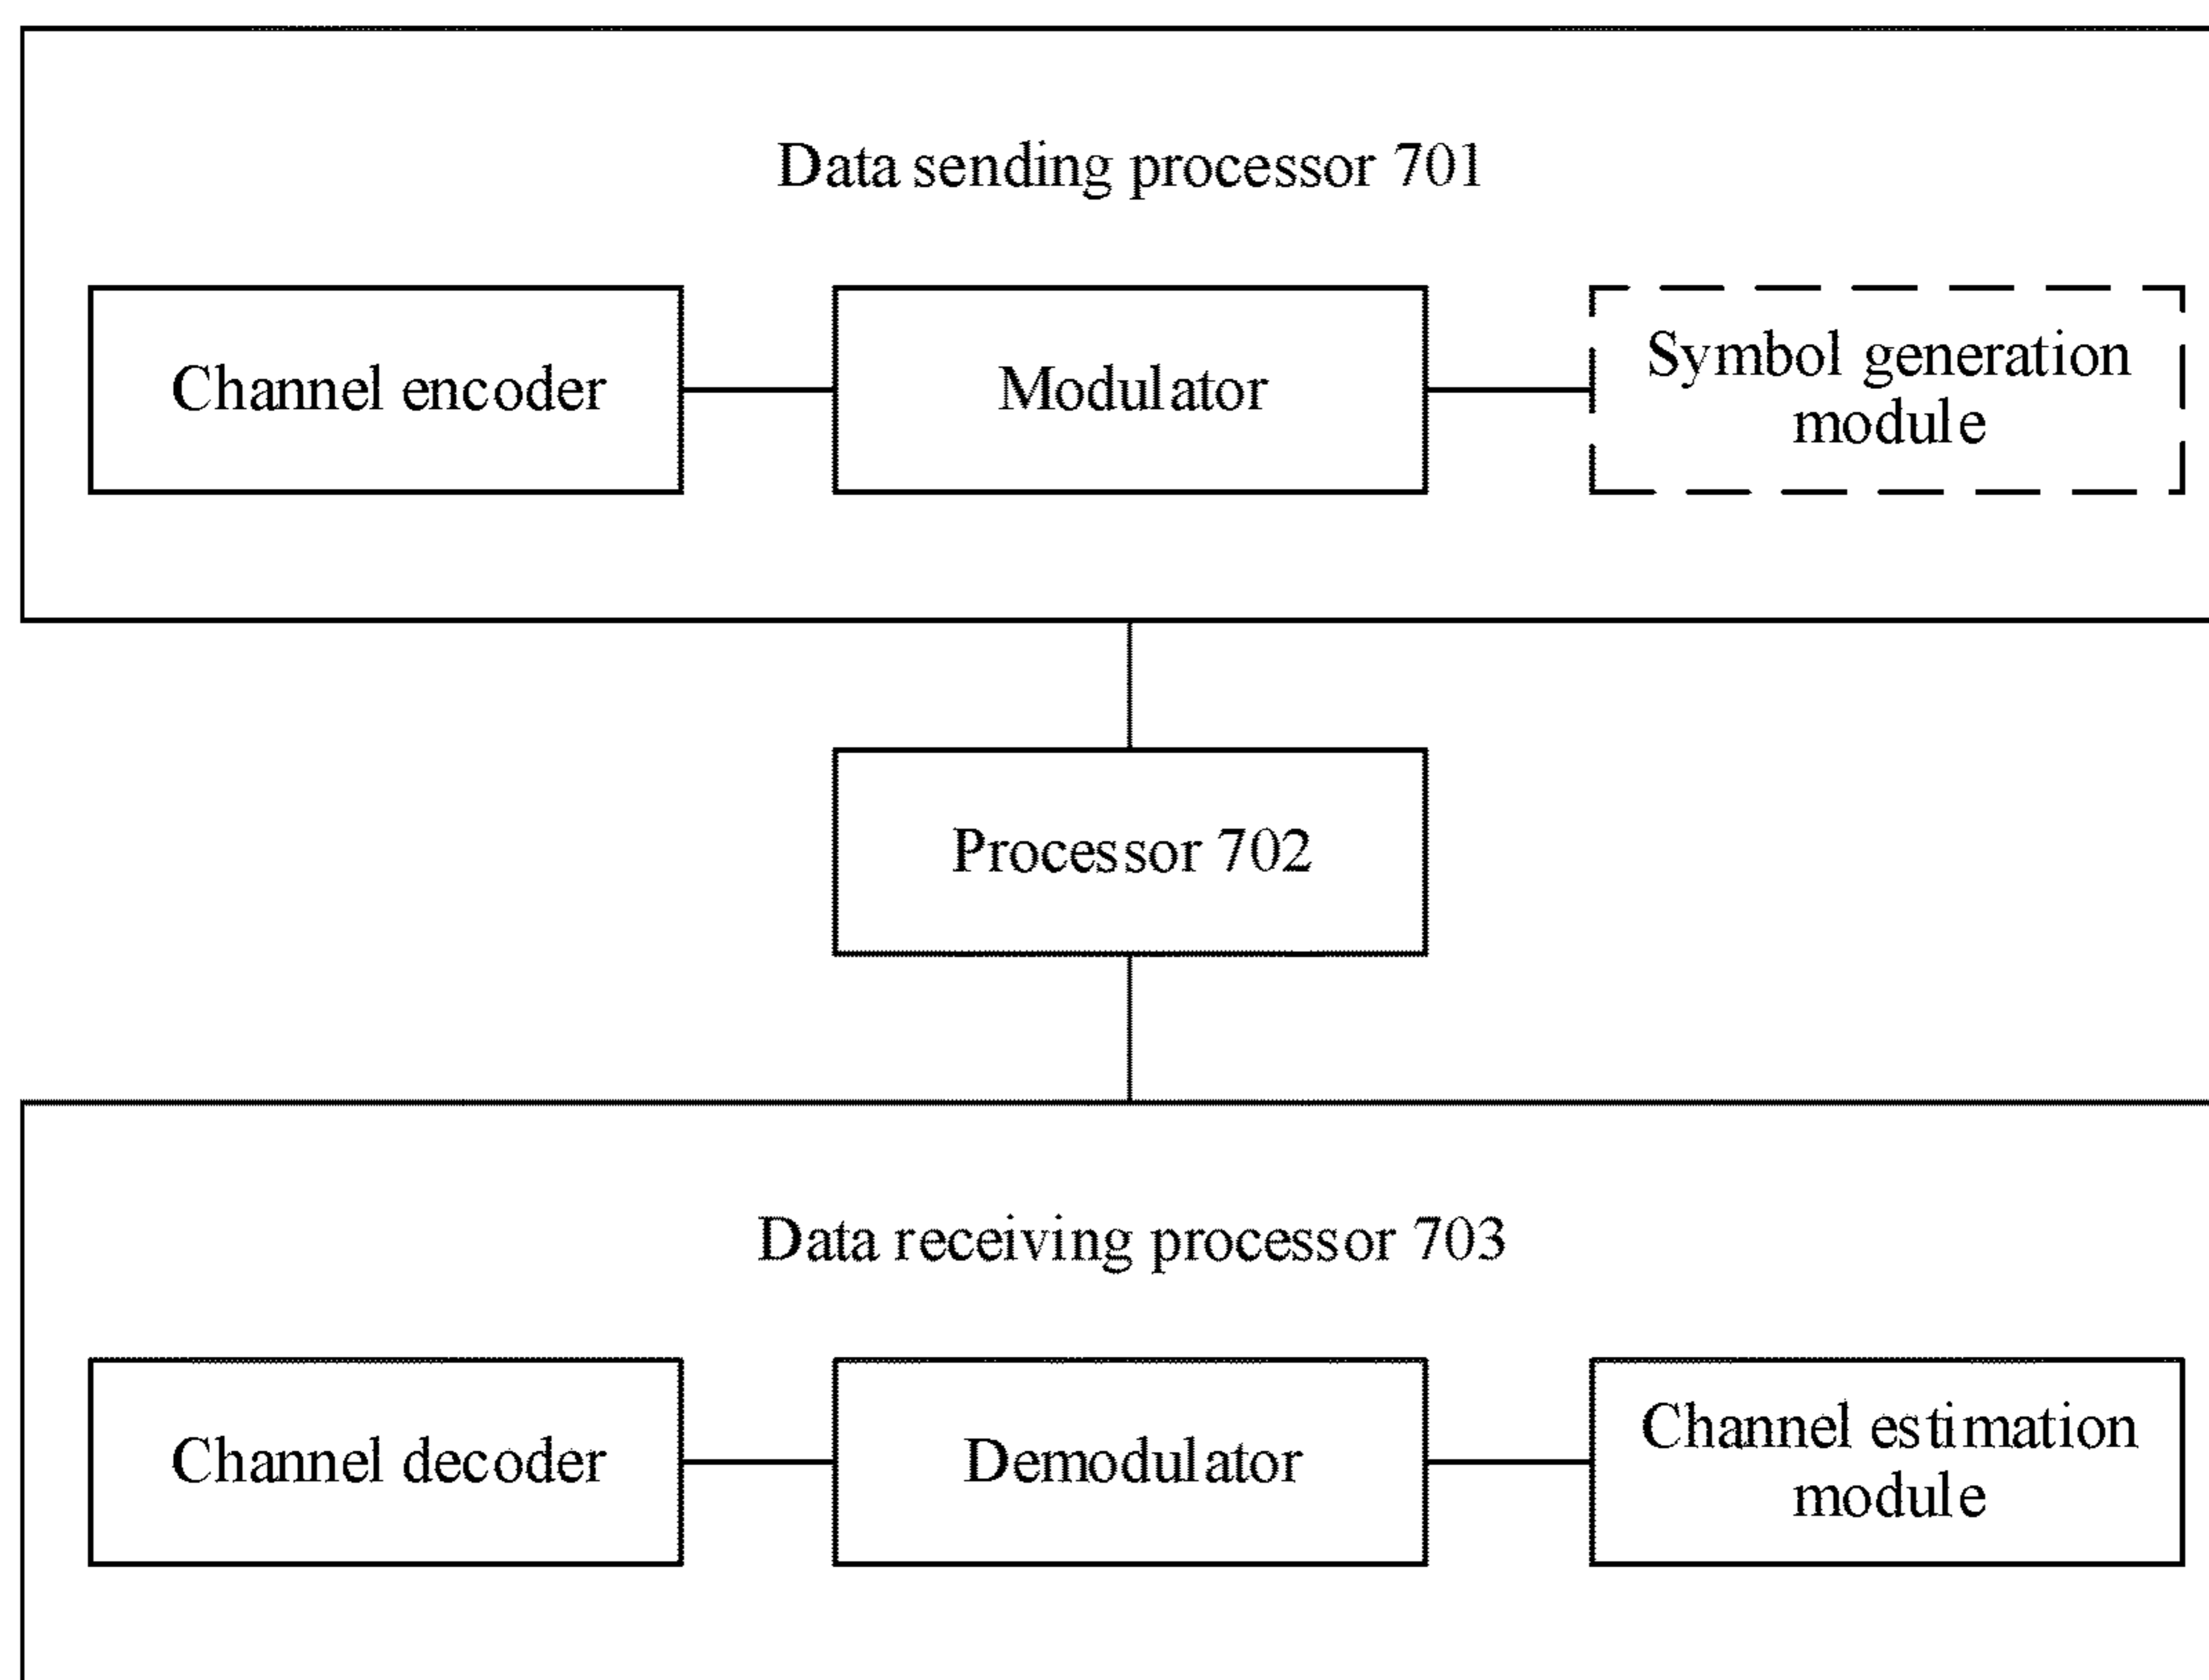 Data sending processor 701
Channel encoder
Modulator
Symbol generation
module
Processor 702
Data receiving processor 703
Channel decoder
Demodulator
Channel estimation
module